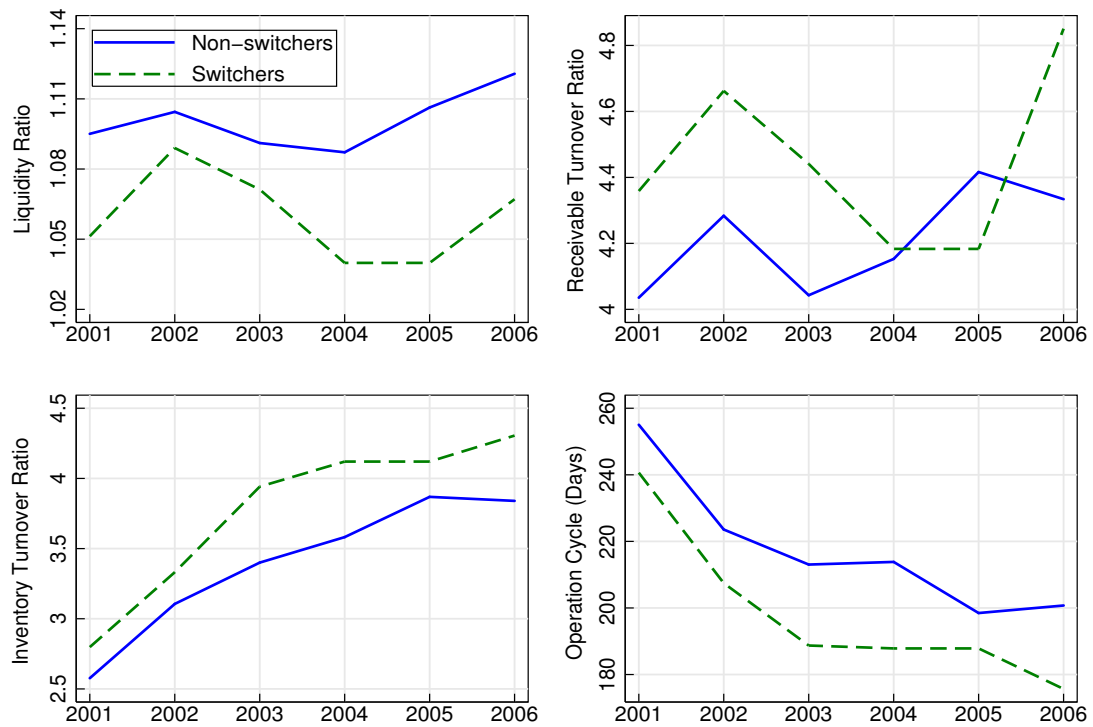 Liquidity Ratio
1.14
1.11
1.08
1.05
1.02
Non−switchers
Switchers
2001 2002 2003 2004 2005 2006
Receivable Turnover Ratio
4.8
4.6
4.4
4.2
4
2001 2002 2003 2004 2005 2006
Inventory Turnover Ratio
4.5
4
3.5
3
2.5
2001 2002 2003 2004 2005 2006
Operation Cycle (Days)
260
240
220
200
180
2001 2002 2003 2004 2005 2006